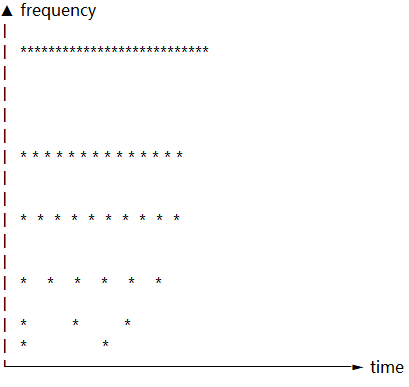 ▲ frequency
***************************
* * * * * * * * * * * * * *
* * * * * * * * * *
* * * * * *
* * *
* *
► time